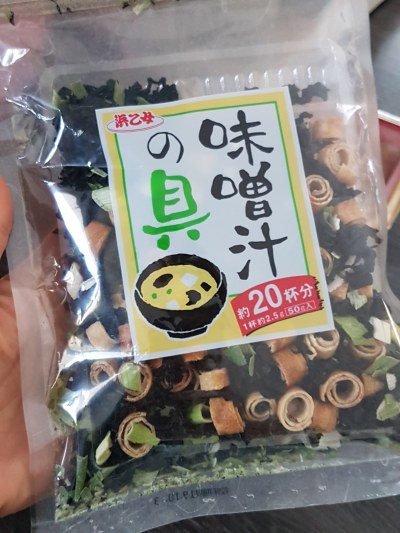 浜乙女
味噌汁
の具
約20杯分
1杯約2.5g 50g入